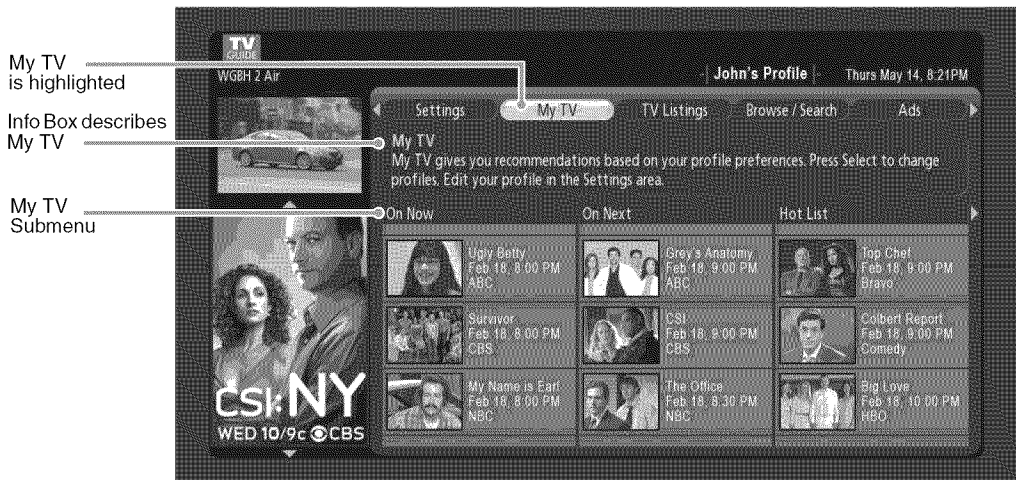 My TV
is highlighted
Info Box describes
My TV
My TV
Submenu
TV
GUIDE
WGBH 2 Air
John's Profile
Thurs May 14, 8:21PM
Settings
My TV
TV Listings
Browse / Search
Ads
My TV
My TV gives you recommendations based on your profile preferences. Press Select to change
profiles. Edit your profile in the Settings area.
On Now
On Next
Hot List
Ugly Betty
Feb 18, 8:00 PM
ABC
Grey's Anatomy
Feb 18, 9:00 PM
ABC
Top Chef
Feb 18, 9:00 PM
Bravo
Survivor
Feb 18, 8:00 PM
CBS
CSI
Feb 18, 9:00 PM
CBS
Colbert Report
Feb 18, 9:00 PM
Comedy
My Name is Earl
Feb 18, 8:00 PM
NBC
The Office
Feb 18, 8:30 PM
NBC
Big Love
Feb 18, 10:00 PM
HBO
CSI: NY
WED 10/9c CBS